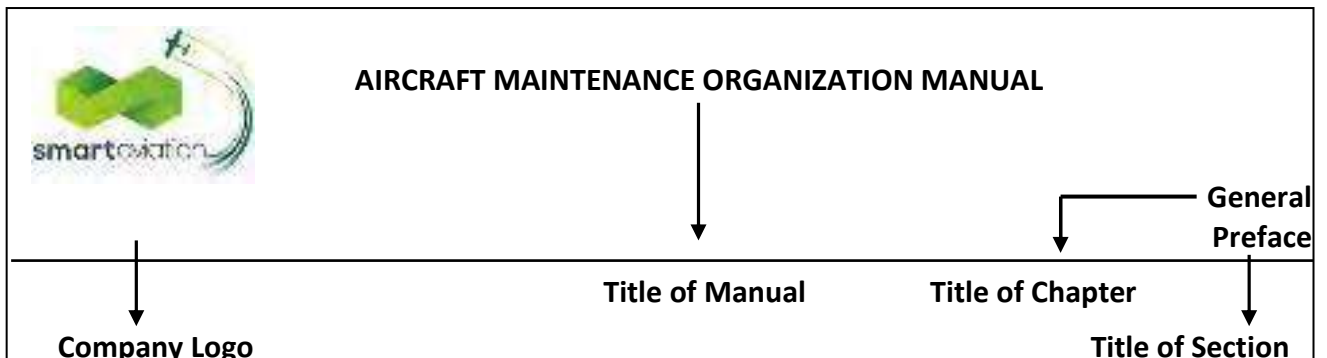 AIRCRAFT MAINTENANCE ORGANIZATION MANUAL
smartaviation
General
Preface
Title of Manual
Title of Chapter
Company Logo
Title of Section